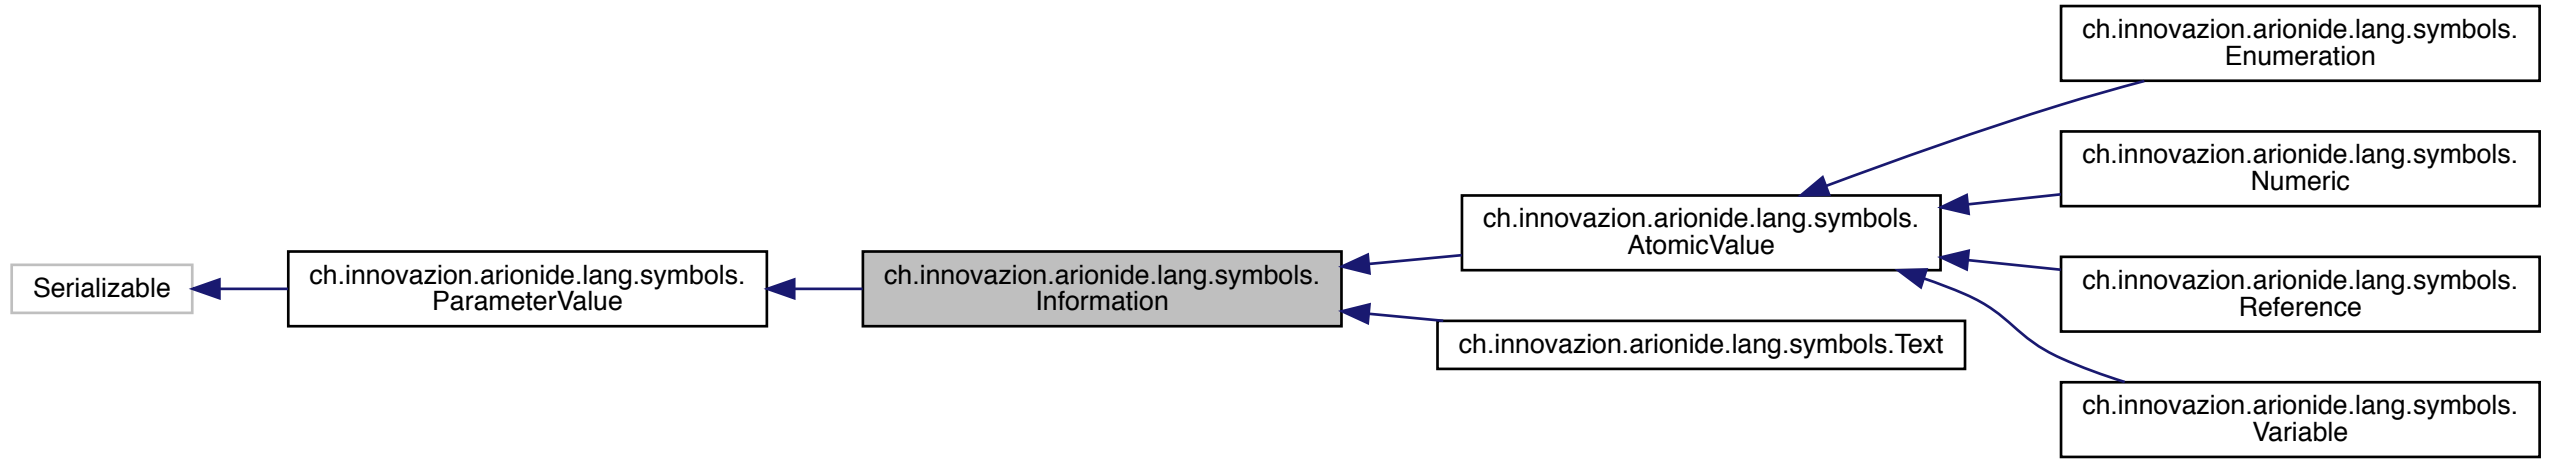 Serializable
ch.innovazion.arionide.lang.symbols.
ParameterValue
ch.innovazion.arionide.lang.symbols.
Information
ch.innovazion.arionide.lang.symbols.
AtomicValue
ch.innovazion.arionide.lang.symbols.Text
ch.innovazion.arionide.lang.symbols.
Enumeration
ch.innovazion.arionide.lang.symbols.
Numeric
ch.innovazion.arionide.lang.symbols.
Reference
ch.innovazion.arionide.lang.symbols.
Variable